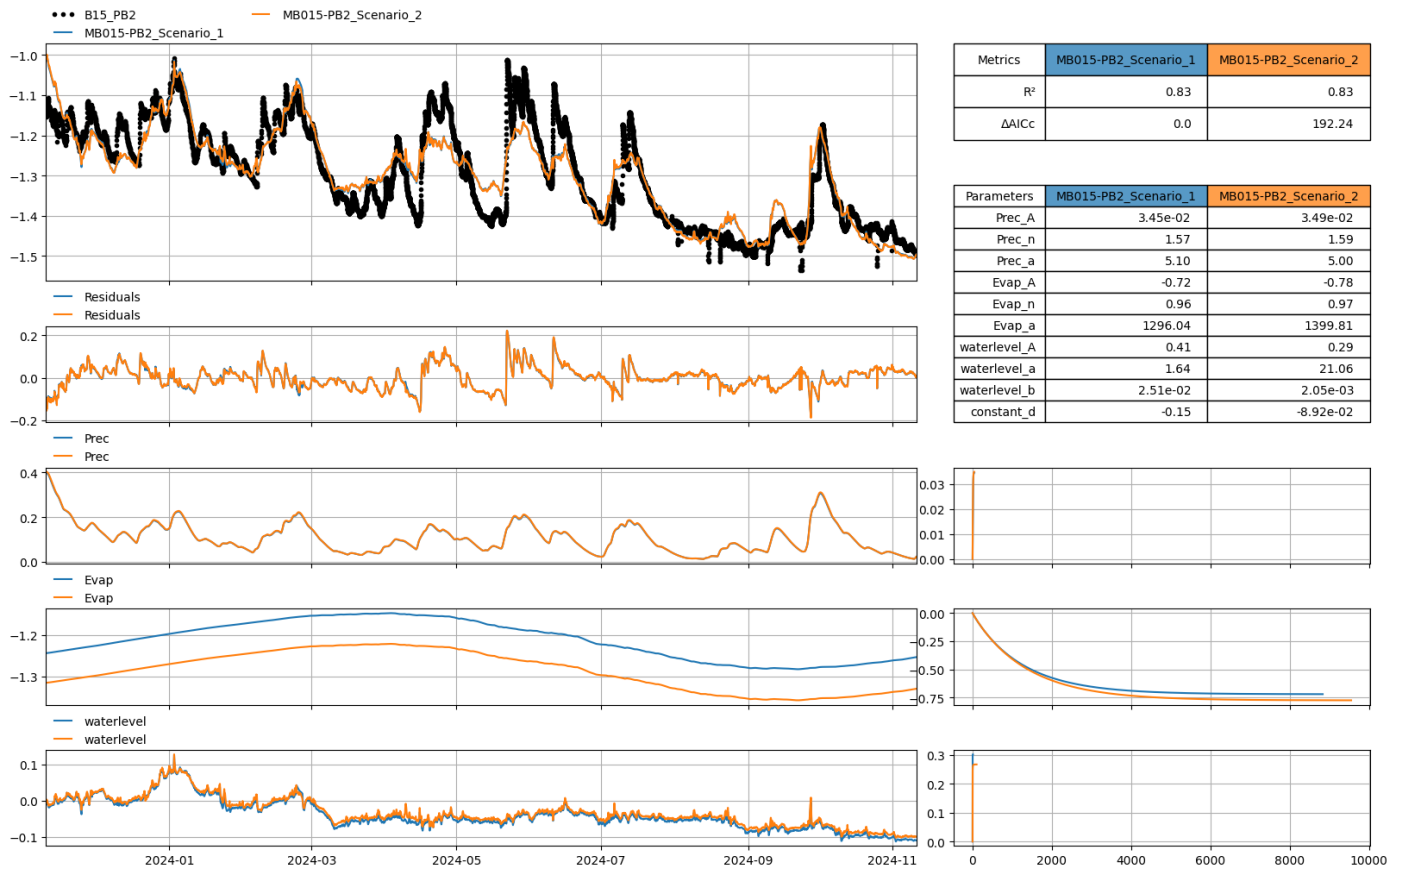 B15_PB2
MB015-PB2_Scenario_2
MB015-PB2_Scenario_1
−1.0
−1.1
−1.2
−1.3
−1.4
−1.5
Metrics MB015-PB2_Scenario_1 MB015-PB2_Scenario_2
R² 0.83 0.83
ΔAICc 0.0 192.24
Parameters MB015-PB2_Scenario_1 MB015-PB2_Scenario_2
Prec_A 3.45e-02 3.49e-02
Prec_n 1.57 1.59
Prec_a 5.10 5.00
Evap_A -0.72 -0.78
Evap_n 0.96 0.97
Evap_a 1296.04 1399.81
waterlevel_A 0.41 0.29
waterlevel_a 1.64 21.06
waterlevel_b 2.51e-02 2.05e-03
constant_d -0.15 -8.92e-02
Residuals
Residuals
0.2
0.0
−0.2
Prec
Prec
0.4
0.2
0.0
0.03
0.02
0.01
0.00
Evap
Evap
−1.2
−1.3
0.00
−0.25
−0.50
−0.75
waterlevel
waterlevel
0.1
0.0
−0.1
0.3
0.2
0.1
0.0
2024-01 2024-03 2024-05 2024-07 2024-09 2024-11
0 2000 4000 6000 8000 10000